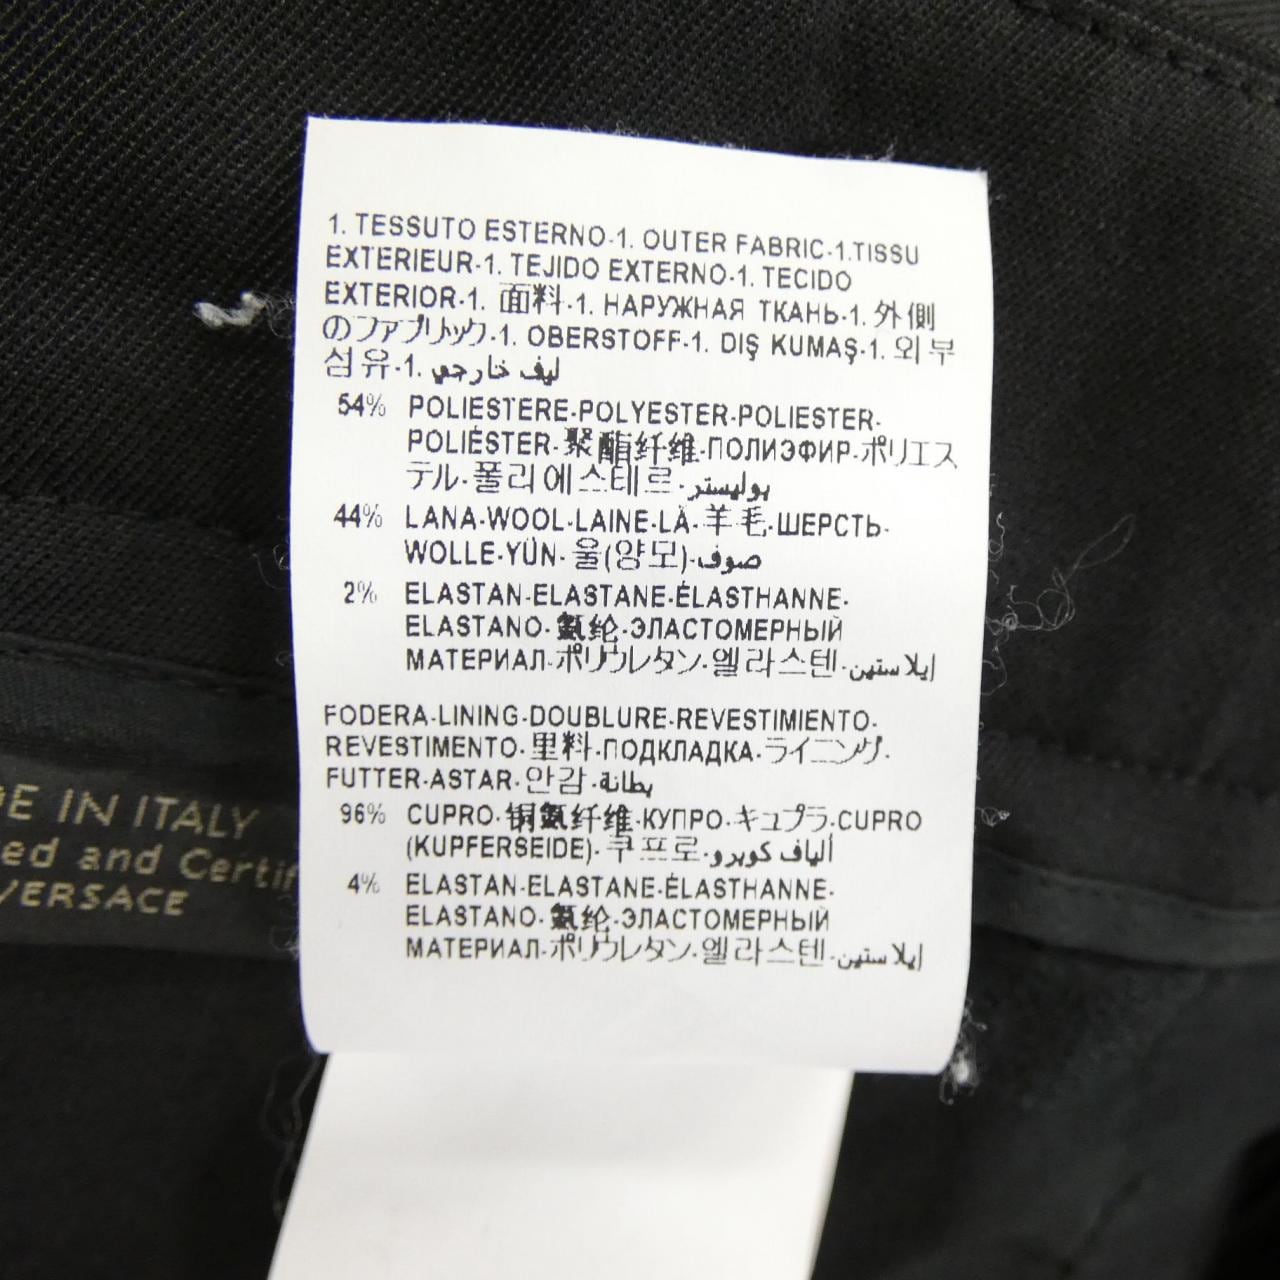 1. TESSUTO ESTERNO-1. OUTER FABRIC-1.TISSU
EXTERIEUR-1. TEJIDO EXTERNO-1. TECIDO
EXTERIOR-1. 面料-1. НАРУЖНАЯ ТКАНЬ-1. 外側
のファブリック-1. OBERSTOFF-1. DIŞ KUMAŞ-1. 외부
섬유-1. ليف خارجي
54% POLIESTERE-POLYESTER-POLIESTER-
POLIÉSTER-聚酯纤维-ПОЛИЭФИР-ポリエス
テル-폴리에스테르-بوليستر
44% LANA-WOOL-LAINE-LÃ-羊毛-ШЕРСТЬ-
WOLLE-YÜN-울(양모)-صوف
2% ELASTAN-ELASTANE-ÉLASTHANNE-
ELASTANO-氨纶-ЭЛАСТОМЕРНЫЙ
МАТЕРИАЛ-ポリウレタン-엘라스텐-إيلاستين
FODERA-LINING-DOUBLURE-REVESTIMIENTO-
REVESTIMENTO-里料-ПОДКЛАДКА-ライニング-
FUTTER-ASTAR-안감-بطانة
96% CUPRO-铜氨纤维-КУПРО-キュプラ-CUPRO
(KUPFERSEIDE)-쿠프로-ألياف كوبرو
4% ELASTAN-ELASTANE-ÉLASTHANNE-
ELASTANO-氨纶-ЭЛАСТОМЕРНЫЙ
МАТЕРИАЛ-ポリウレタン-엘라스텐-إيلاستين
DE IN ITALY
ed and Certif
VERSACE